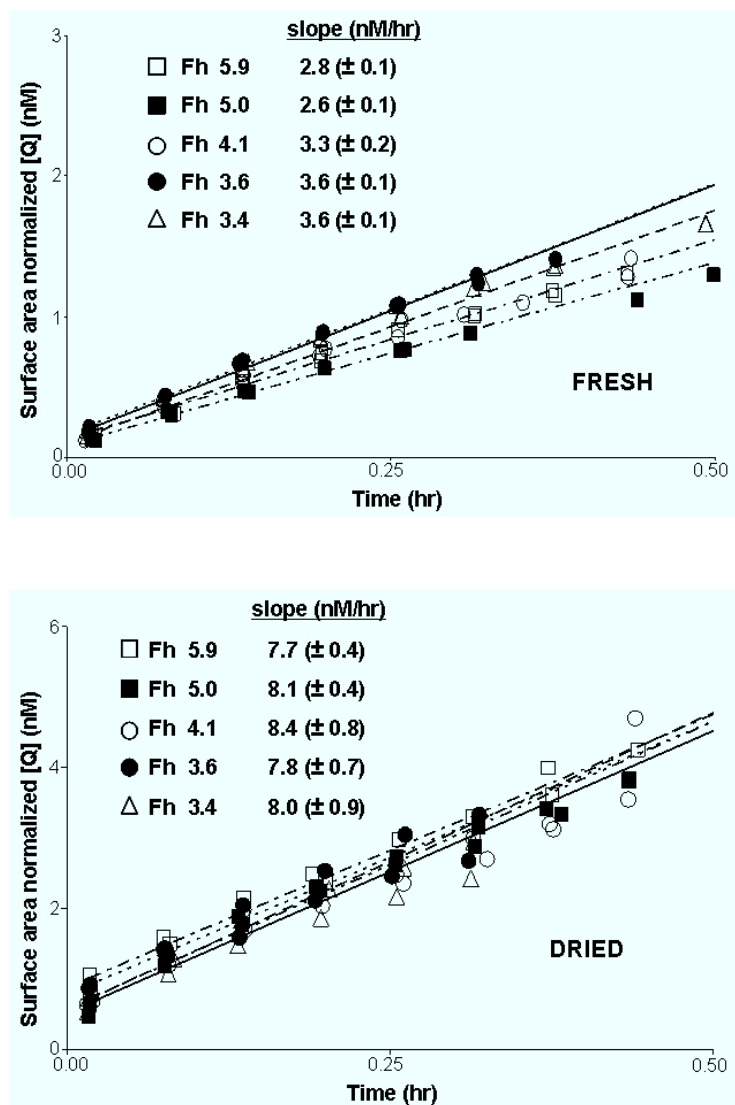 slope (nM/hr)
Fh 5.9 2.8 (± 0.1)
Fh 5.0 2.6 (± 0.1)
Fh 4.1 3.3 (± 0.2)
Fh 3.6 3.6 (± 0.1)
Fh 3.4 3.6 (± 0.1)
Surface area normalized [Q] (nM)
3
2
1
0
FRESH
0.00 0.25 0.50
Time (hr)
slope (nM/hr)
Fh 5.9 7.7 (± 0.4)
Fh 5.0 8.1 (± 0.4)
Fh 4.1 8.4 (± 0.8)
Fh 3.6 7.8 (± 0.7)
Fh 3.4 8.0 (± 0.9)
Surface area normalized [Q] (nM)
6
4
2
0
DRIED
0.00 0.25 0.50
Time (hr)